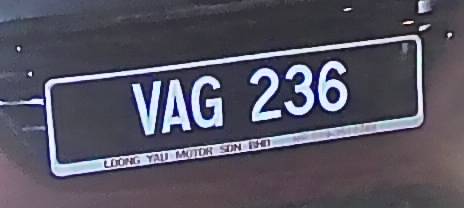 VAG 236
LOONG YAU MOTOR SDN BHD